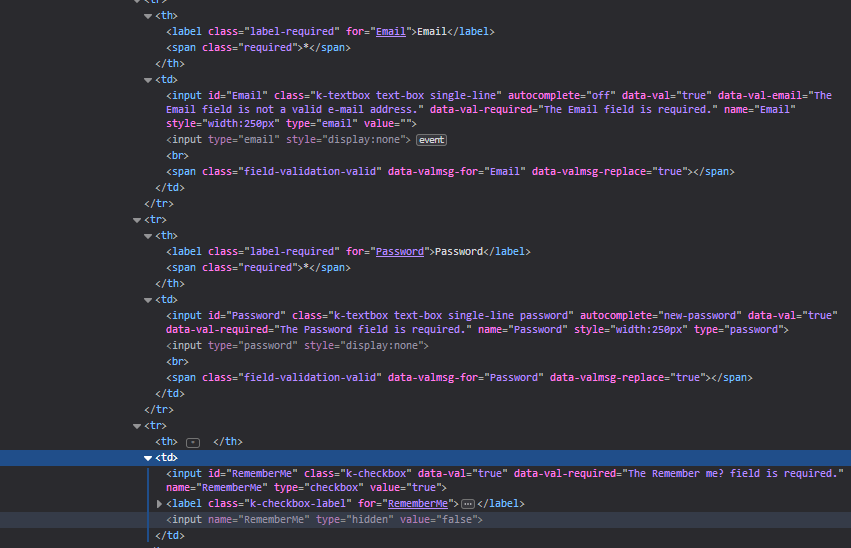 <tr>
<th>
<label class="label-required" for="Email">Email</label>
<span class="required">*</span>
</th>
<td>
<input id="Email" class="k-textbox text-box single-line" autocomplete="off" data-val="true" data-val-email="The
Email field is not a valid e-mail address." data-val-required="The Email field is required." name="Email"
style="width:250px" type="email" value="">
<input type="email" style="display:none"> event
<br>
<span class="field-validation-valid" data-valmsg-for="Email" data-valmsg-replace="true"></span>
</td>
</tr>
<tr>
<th>
<label class="label-required" for="Password">Password</label>
<span class="required">*</span>
</th>
<td>
<input id="Password" class="k-textbox text-box single-line password" autocomplete="new-password" data-val="true"
data-val-required="The Password field is required." name="Password" style="width:250px" type="password">
<input type="password" style="display:none">
<br>
<span class="field-validation-valid" data-valmsg-for="Password" data-valmsg-replace="true"></span>
</td>
</tr>
<tr>
<th> </th>
<td>
<input id="RememberMe" class="k-checkbox" data-val="true" data-val-required="The Remember me? field is required."
name="RememberMe" type="checkbox" value="true">
<label class="k-checkbox-label" for="RememberMe">…</label>
<input name="RememberMe" type="hidden" value="false">
</td>